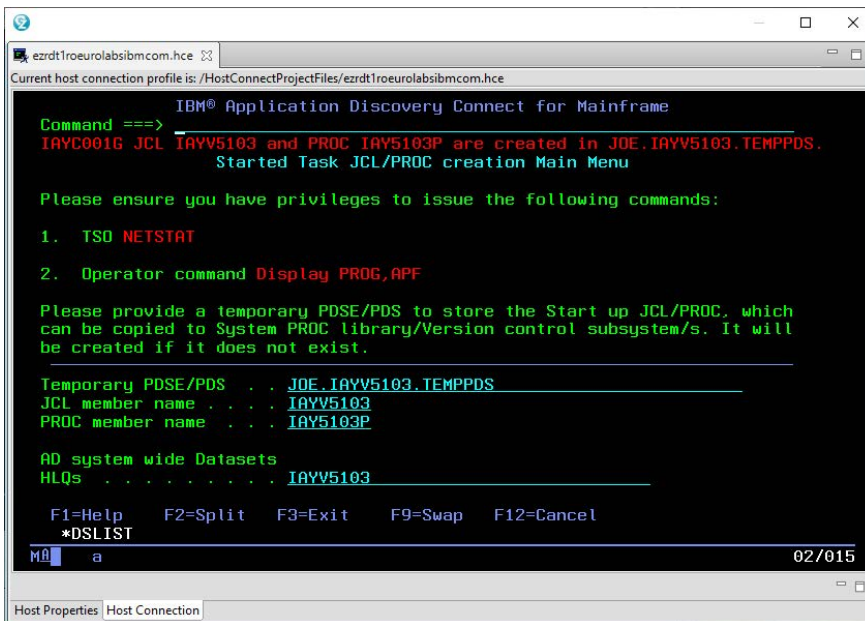 ezrdt1roeurolabsibmcom.hce
Current host connection profile is: /HostConnectProjectFiles/ezrdt1roeurolabsibmcom.hce
IBM® Application Discovery Connect for Mainframe
Command ===>
IAYC001G JCL IAYV5103 and PROC IAY5103P are created in JOE.IAYV5103.TEMPPDS.
Started Task JCL/PROC creation Main Menu
Please ensure you have privileges to issue the following commands:
1. TSO NETSTAT
2. Operator command Display PROG,APF
Please provide a temporary PDSE/PDS to store the Start up JCL/PROC, which
can be copied to System PROC library/Version control subsystem/s. It will
be created if it does not exist.
Temporary PDSE/PDS . . JOE.IAYV5103.TEMPPDS
JCL member name . . . . IAYV5103
PROC member name . . . IAY5103P
AD system wide Datasets
HLQs . . . . . . . . . IAYV5103
F1=Help F2=Split F3=Exit F9=Swap F12=Cancel
*DSLIST
MA a 02/015
Host Properties Host Connection